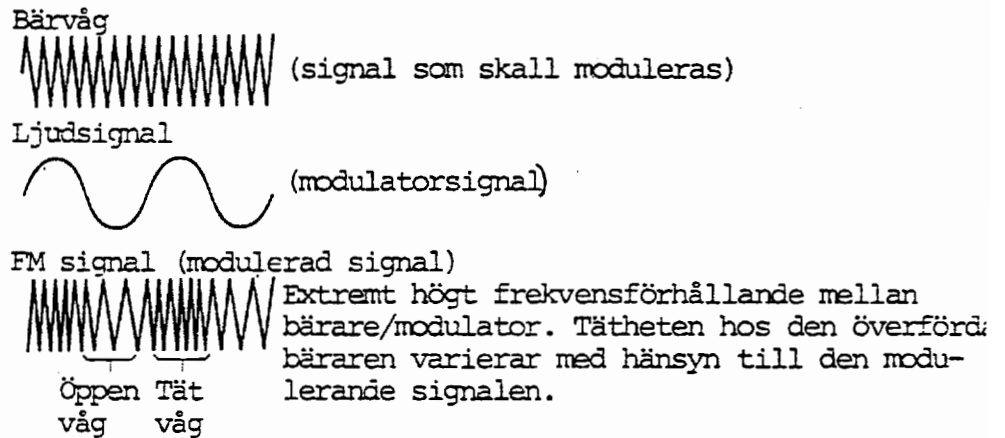 Bärvåg
(signal som skall moduleras)
Ljudsignal
(modulatorsignal)
FM signal (modulerad signal)
Extremt högt frekvensförhållande mellan
bärare/modulator. Tätheten hos den överförda
bäraren varierar med hänsyn till den modu-
lerande signalen.
Öppen Tät
våg våg